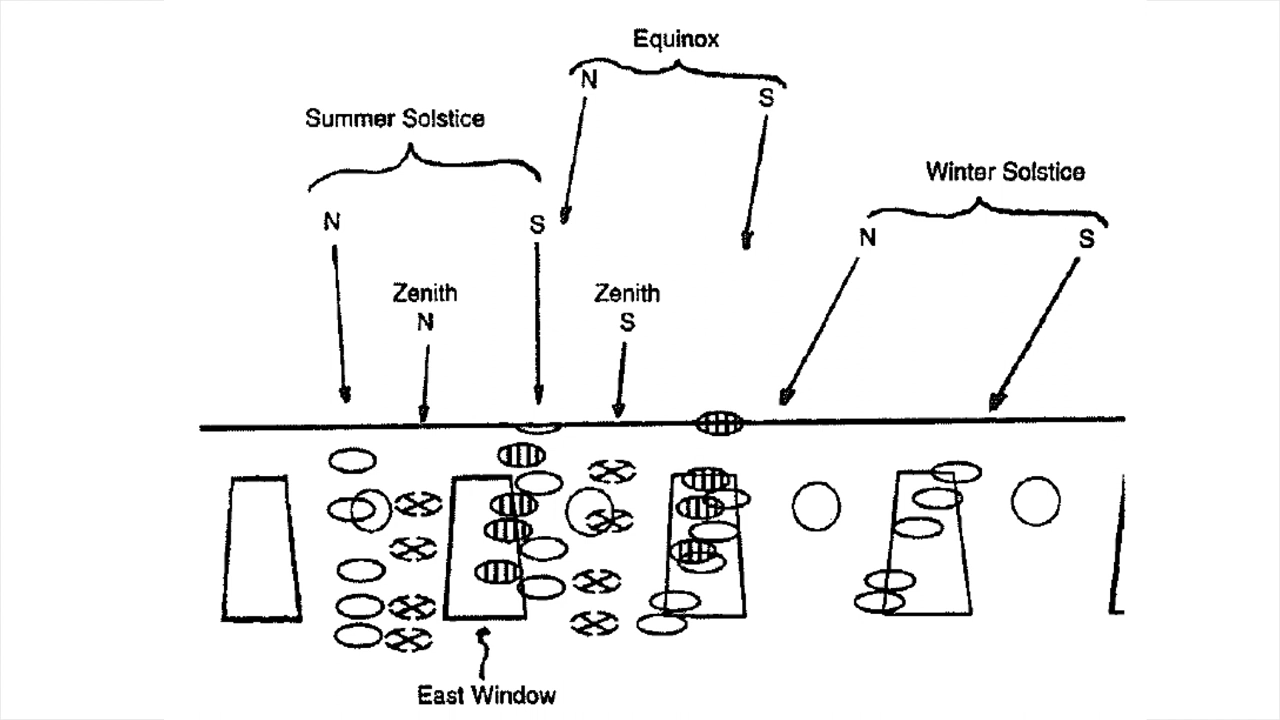 Equinox
N
S
Summer Solstice
Winter Solstice
N
S
N
S
Zenith
N
Zenith
S
East Window